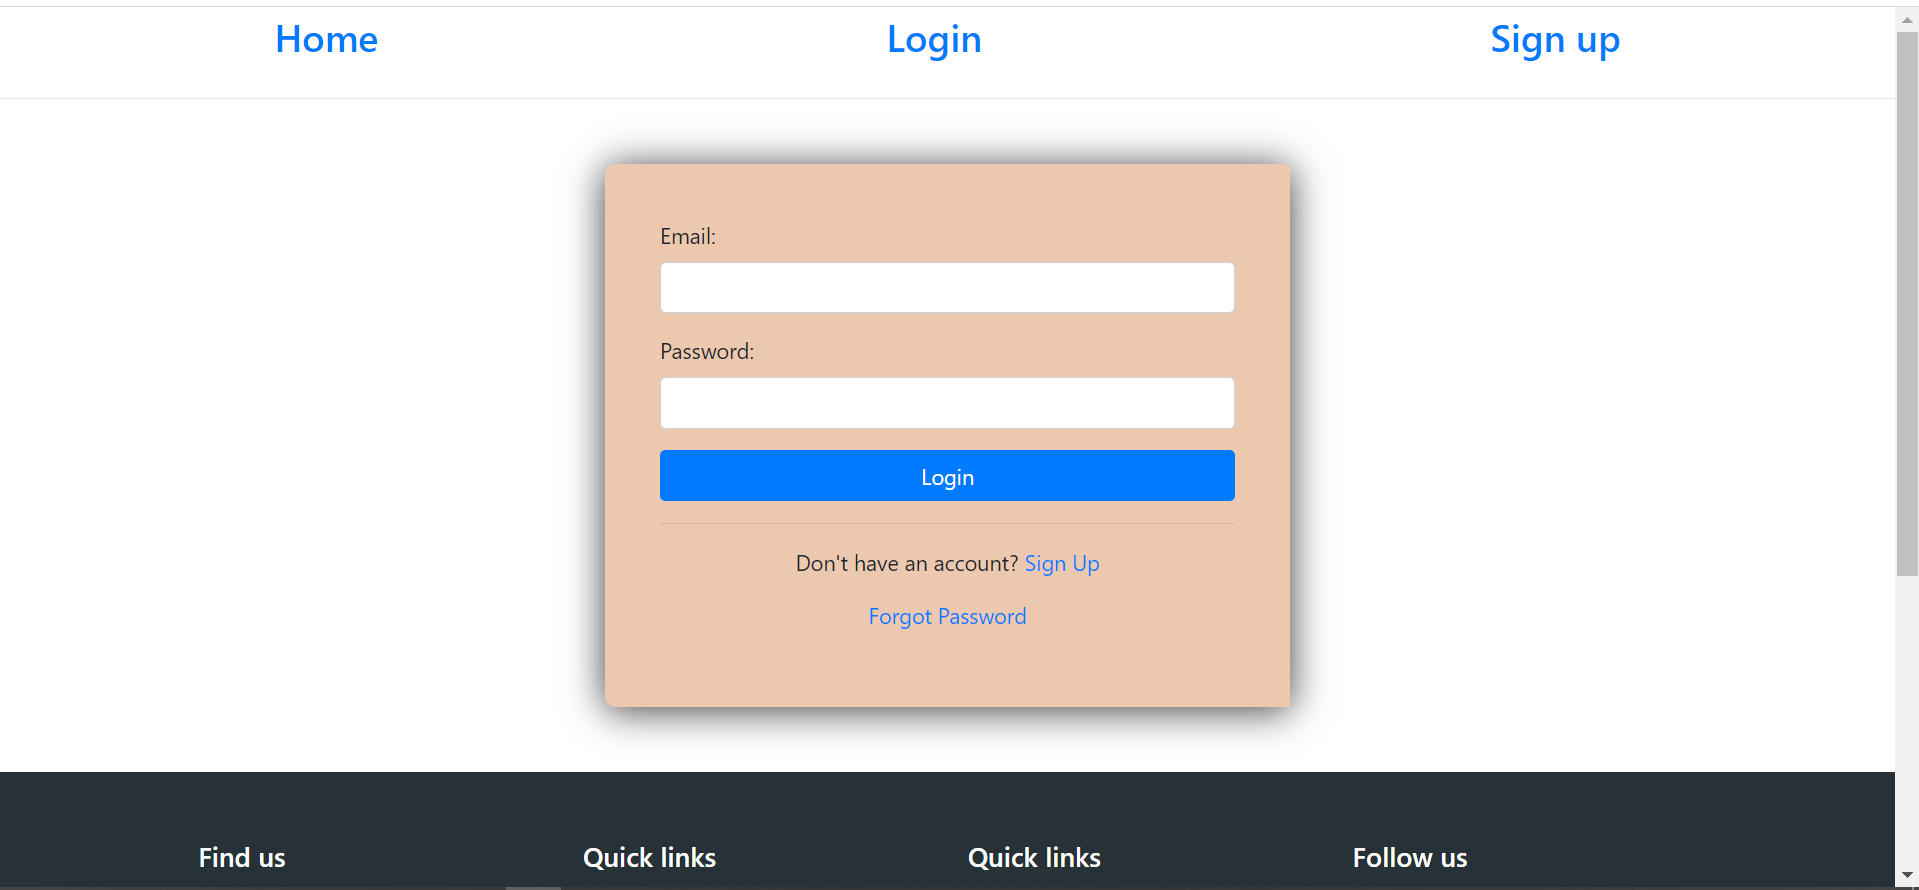 Home Login Sign up
Email:
Password:
Login
Don't have an account? Sign Up
Forgot Password
Find us Quick links Quick links Follow us